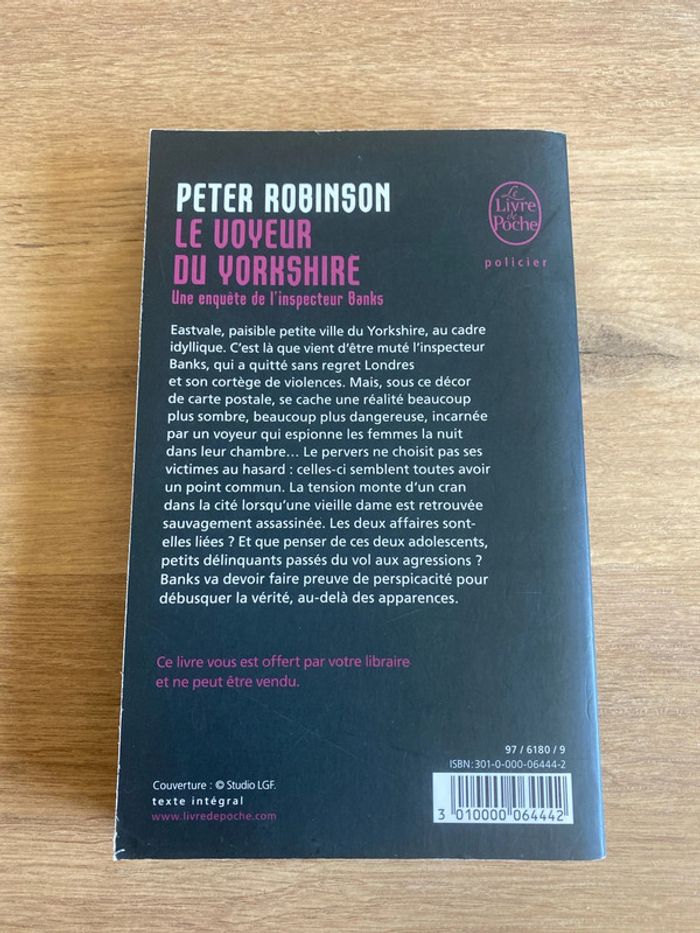 PETER ROBINSON
LE VOYEUR
DU YORKSHIRE
Une enquête de l'inspecteur Banks
Le
Livre
de
Poche
policier
Eastvale, paisible petite ville du Yorkshire, au cadre
idyllique. C'est là que vient d'être muté l'inspecteur
Banks, qui a quitté sans regret Londres
et son cortège de violences. Mais, sous ce décor
de carte postale, se cache une réalité beaucoup
plus sombre, beaucoup plus dangereuse, incarnée
par un voyeur qui espionne les femmes la nuit
dans leur chambre... Le pervers ne choisit pas ses
victimes au hasard : celles-ci semblent toutes avoir
un point commun. La tension monte d'un cran
dans la cité lorsqu'une vieille dame est retrouvée
sauvagement assassinée. Les deux affaires sont-
elles liées ? Et que penser de ces deux adolescents,
petits délinquants passés du vol aux agressions ?
Banks va devoir faire preuve de perspicacité pour
débusquer la vérité, au-delà des apparences.
Ce livre vous est offert par votre libraire
et ne peut être vendu.
97 / 6180 / 9
ISBN: 301-0-000-06444-2
Couverture : © Studio LGF.
texte intégral
www.livredepoche.com
3 010000 064442